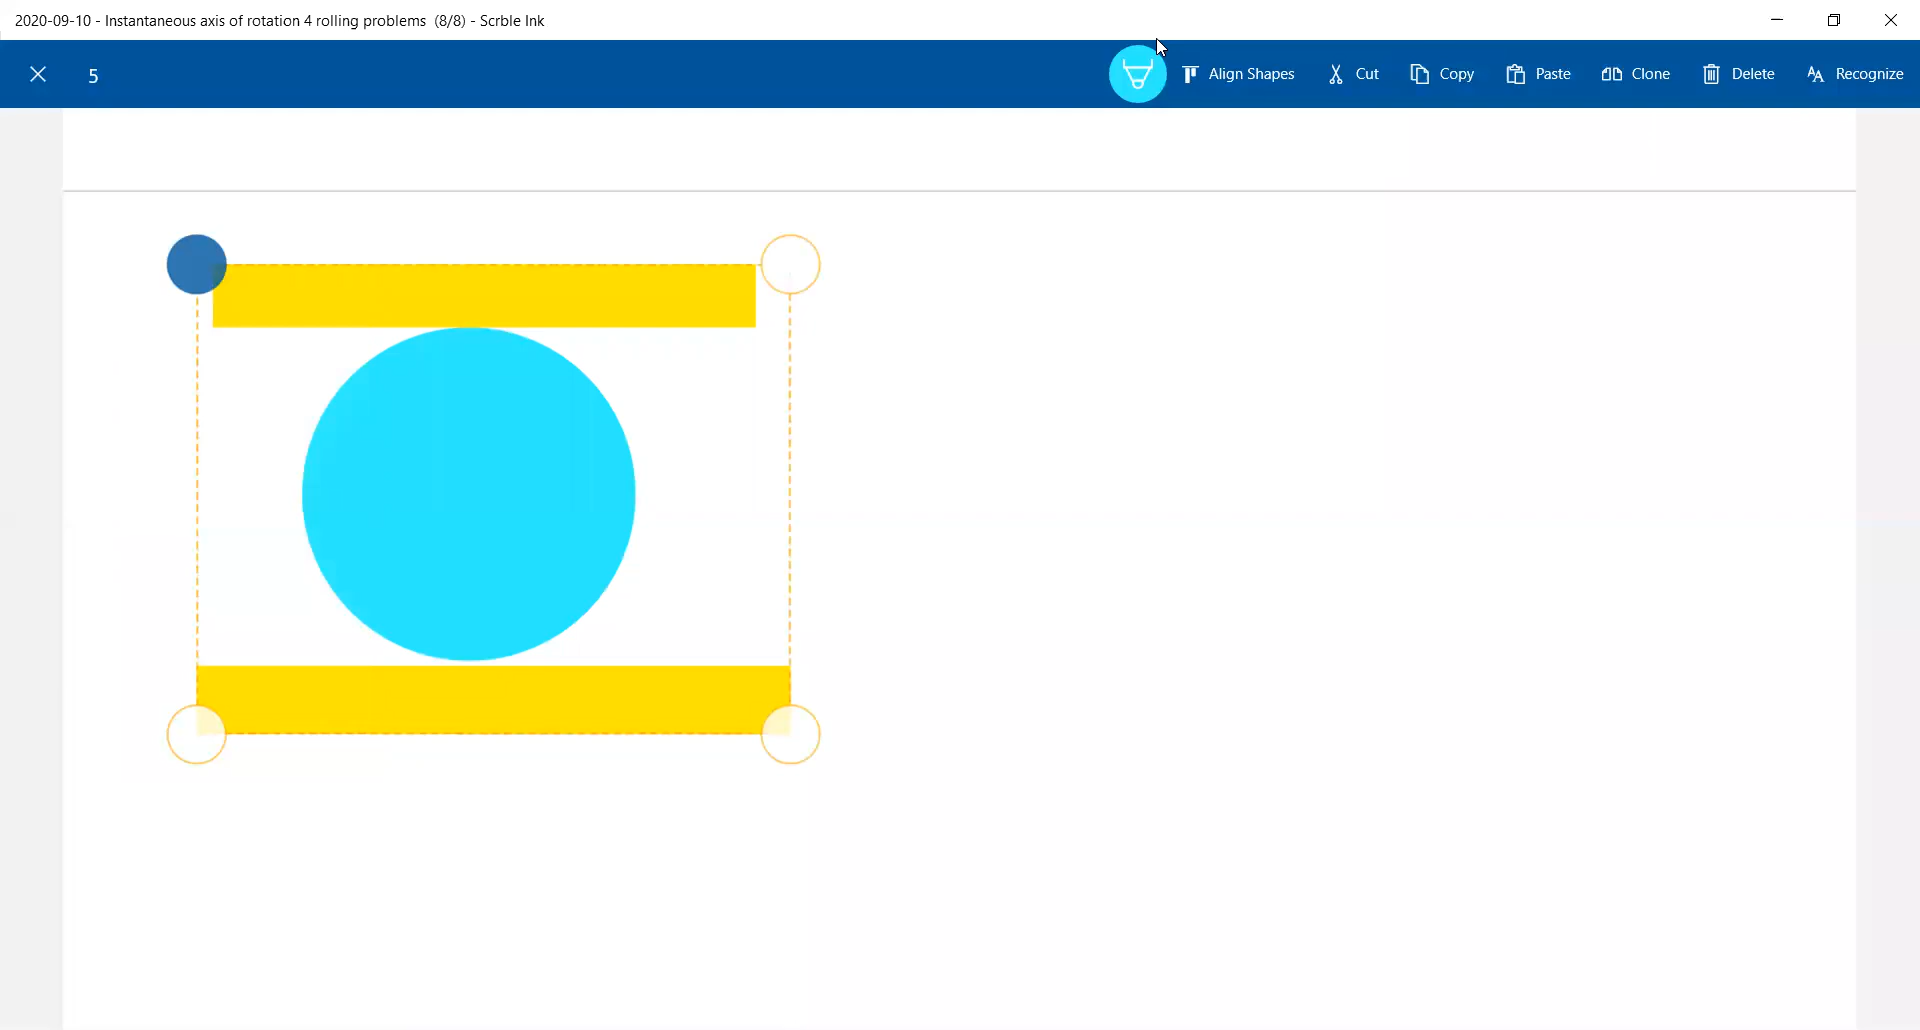 2020-09-10 - Instantaneous axis of rotation 4 rolling problems (8/8) - Scrble Ink
5 Align Shapes Cut Copy Paste Clone Delete Recognize